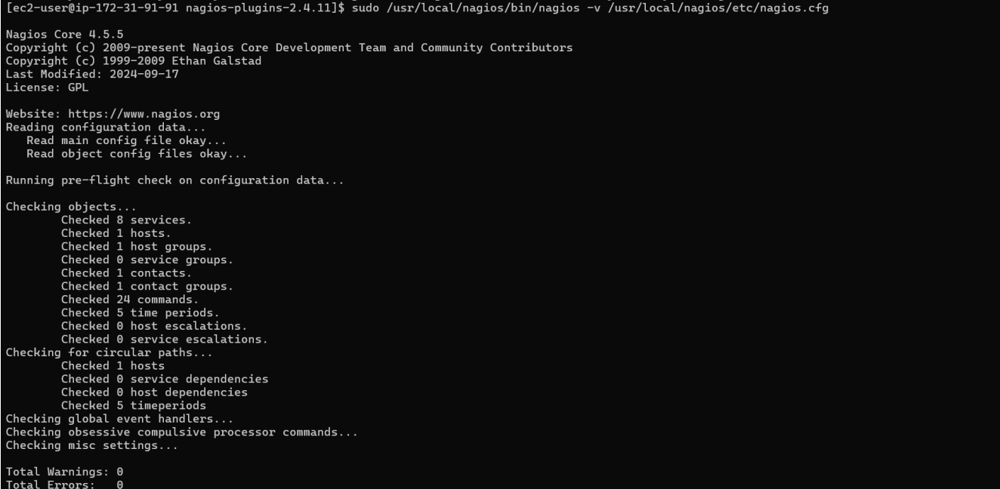 [ec2-user@ip-172-31-91-91 nagios-plugins-2.4.11]$ sudo /usr/local/nagios/bin/nagios -v /usr/local/nagios/etc/nagios.cfg
Nagios Core 4.5.5
Copyright (c) 2009-present Nagios Core Development Team and Community Contributors
Copyright (c) 1999-2009 Ethan Galstad
Last Modified: 2024-09-17
License: GPL
Website: https://www.nagios.org
Reading configuration data...
Read main config file okay...
Read object config files okay...
Running pre-flight check on configuration data...
Checking objects...
Checked 8 services.
Checked 1 hosts.
Checked 1 host groups.
Checked 0 service groups.
Checked 1 contacts.
Checked 1 contact groups.
Checked 24 commands.
Checked 5 time periods.
Checked 0 host escalations.
Checked 0 service escalations.
Checking for circular paths...
Checked 1 hosts
Checked 0 service dependencies
Checked 0 host dependencies
Checked 5 timeperiods
Checking global event handlers...
Checking obsessive compulsive processor commands...
Checking misc settings...
Total Warnings: 0
Total Errors:   0